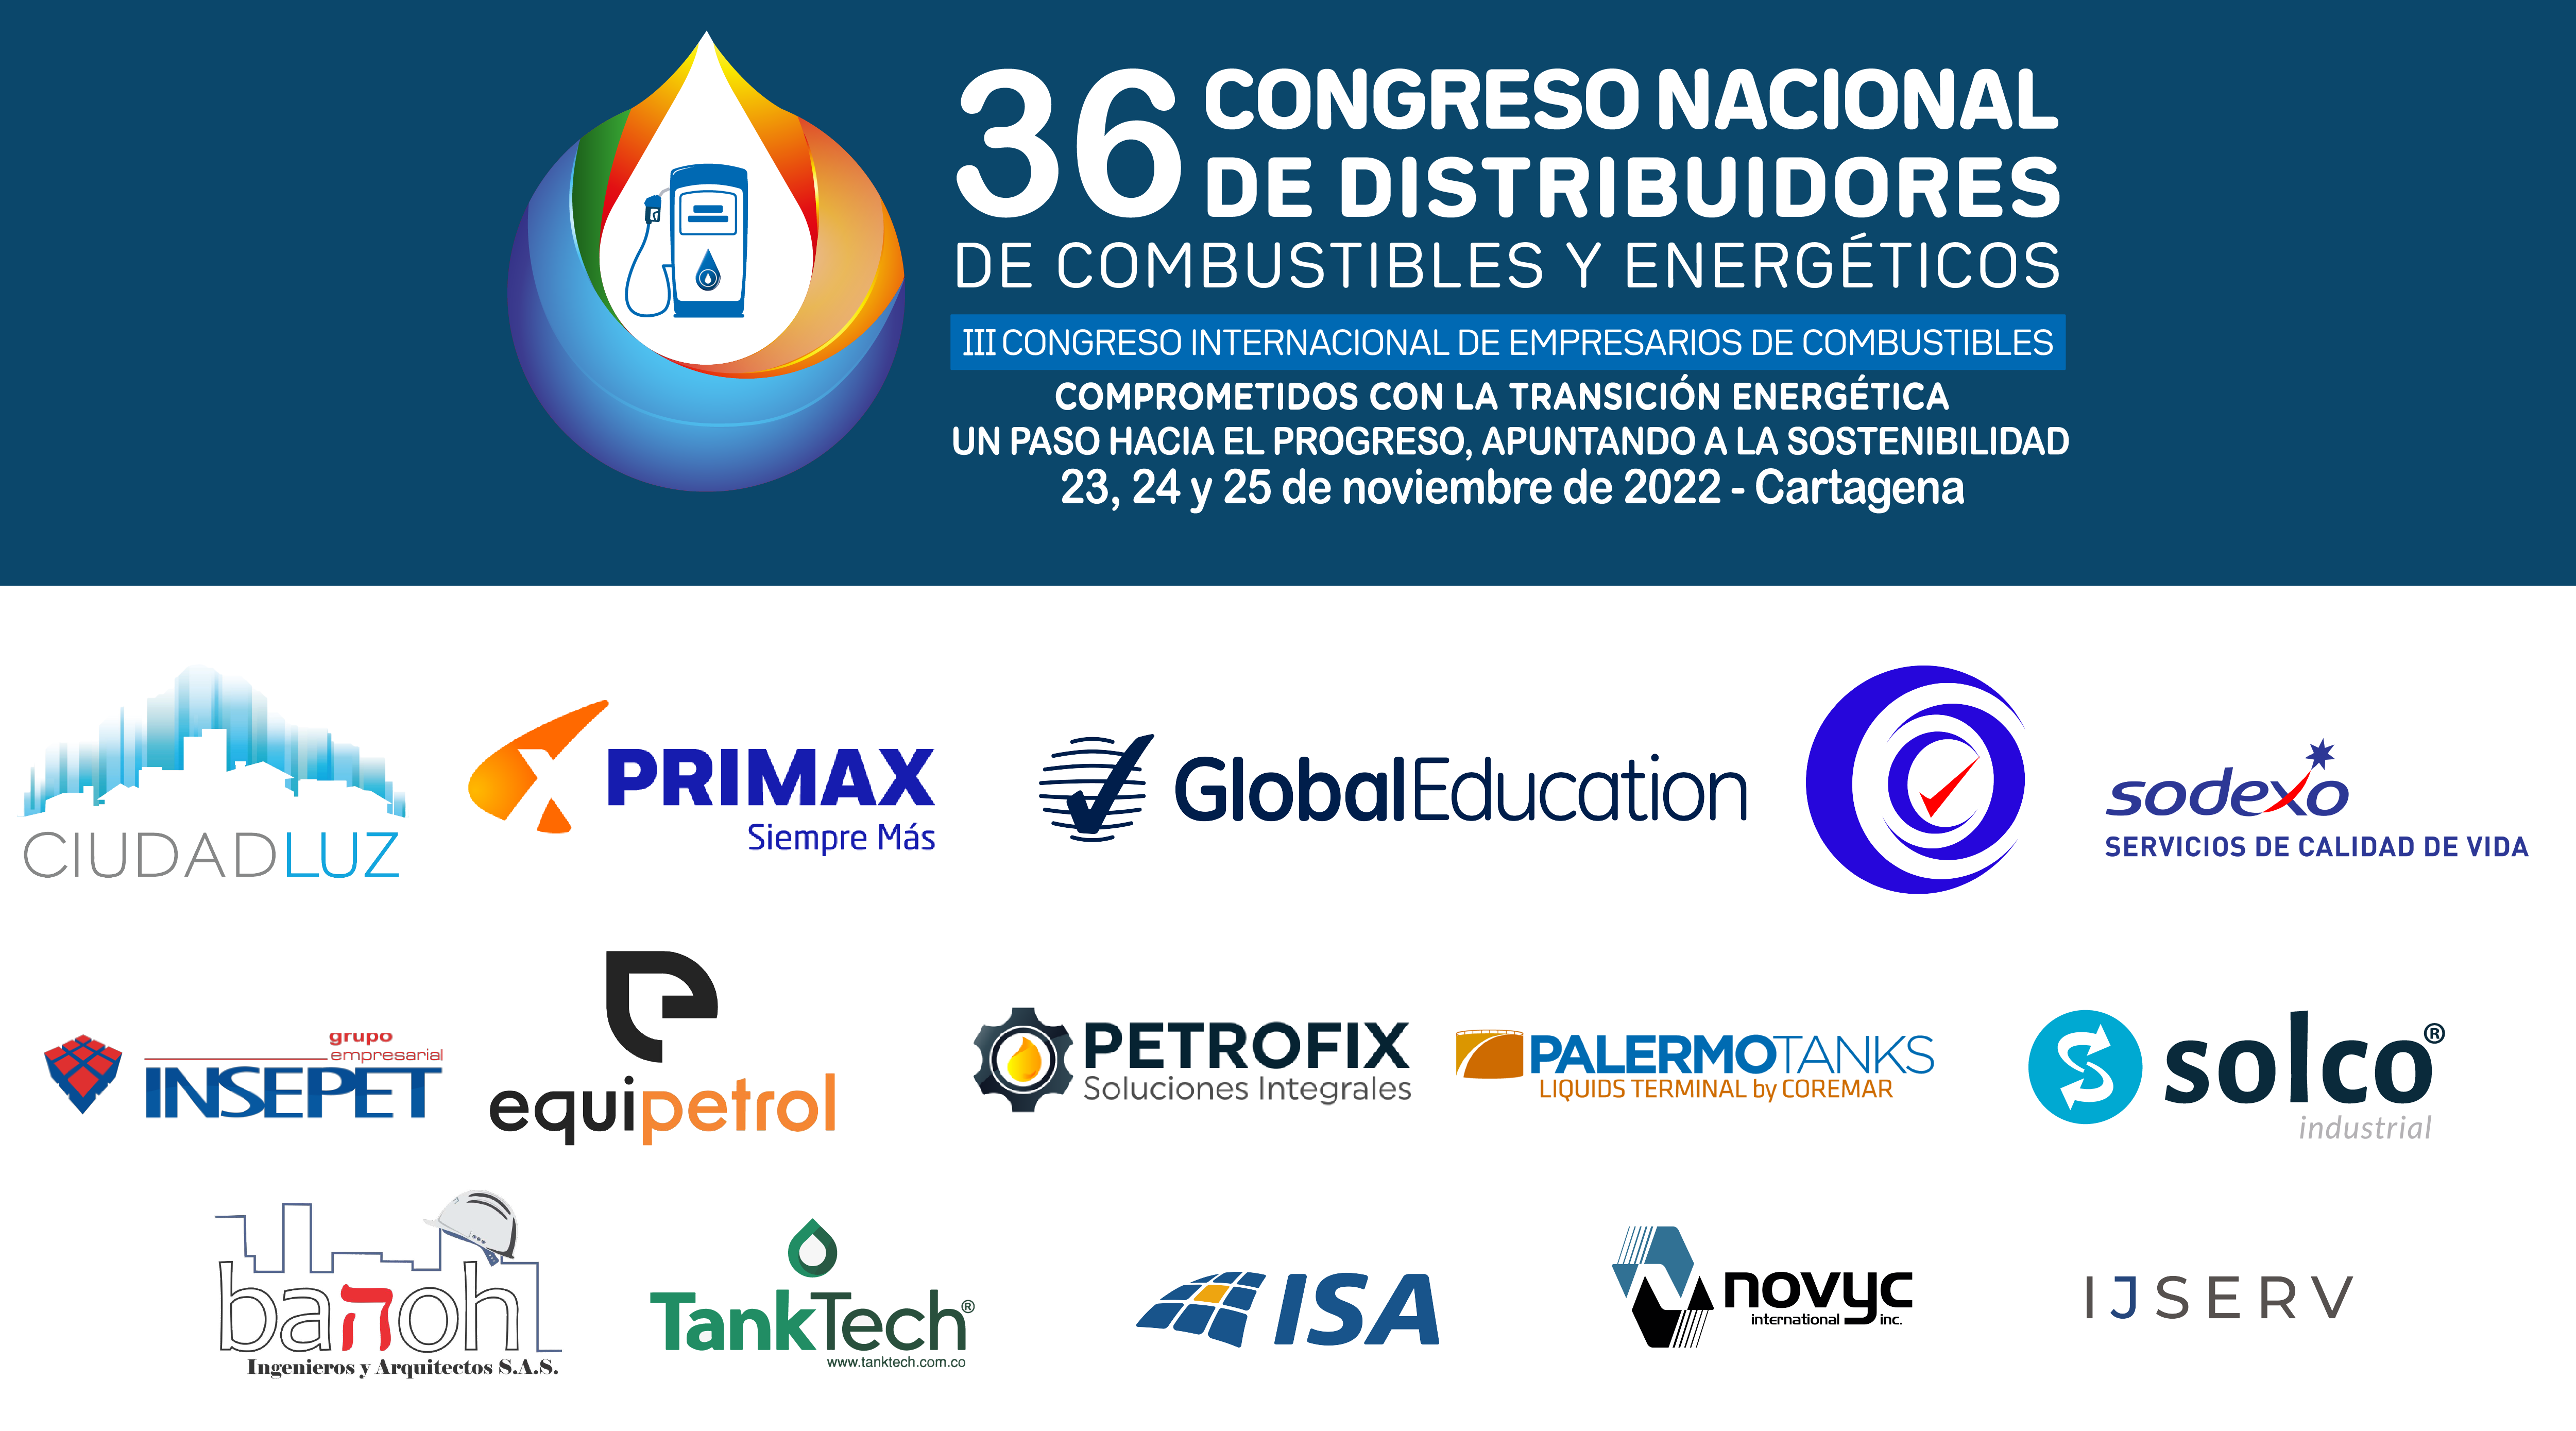 36 CONGRESO NACIONAL
DE DISTRIBUIDORES
DE COMBUSTIBLES Y ENERGÉTICOS
III CONGRESO INTERNACIONAL DE EMPRESARIOS DE COMBUSTIBLES
COMPROMETIDOS CON LA TRANSICIÓN ENERGÉTICA
UN PASO HACIA EL PROGRESO, APUNTANDO A LA SOSTENIBILIDAD
23, 24 y 25 de noviembre de 2022 - Cartagena
CIUDADLUZ
PRIMAX
Siempre Más
GlobalEducation
sodexo
SERVICIOS DE CALIDAD DE VIDA
grupo
empresarial
INSEPET
equipetrol
PETROFIX
Soluciones Integrales
PALERMOTANKS
LIQUIDS TERMINAL by COREMAR
solco®
industrial
baהoh
Ingenieros y Arquitectos S.A.S.
TankTech®
www.tanktech.com.co
ISA
novyc
international inc.
IJSERV